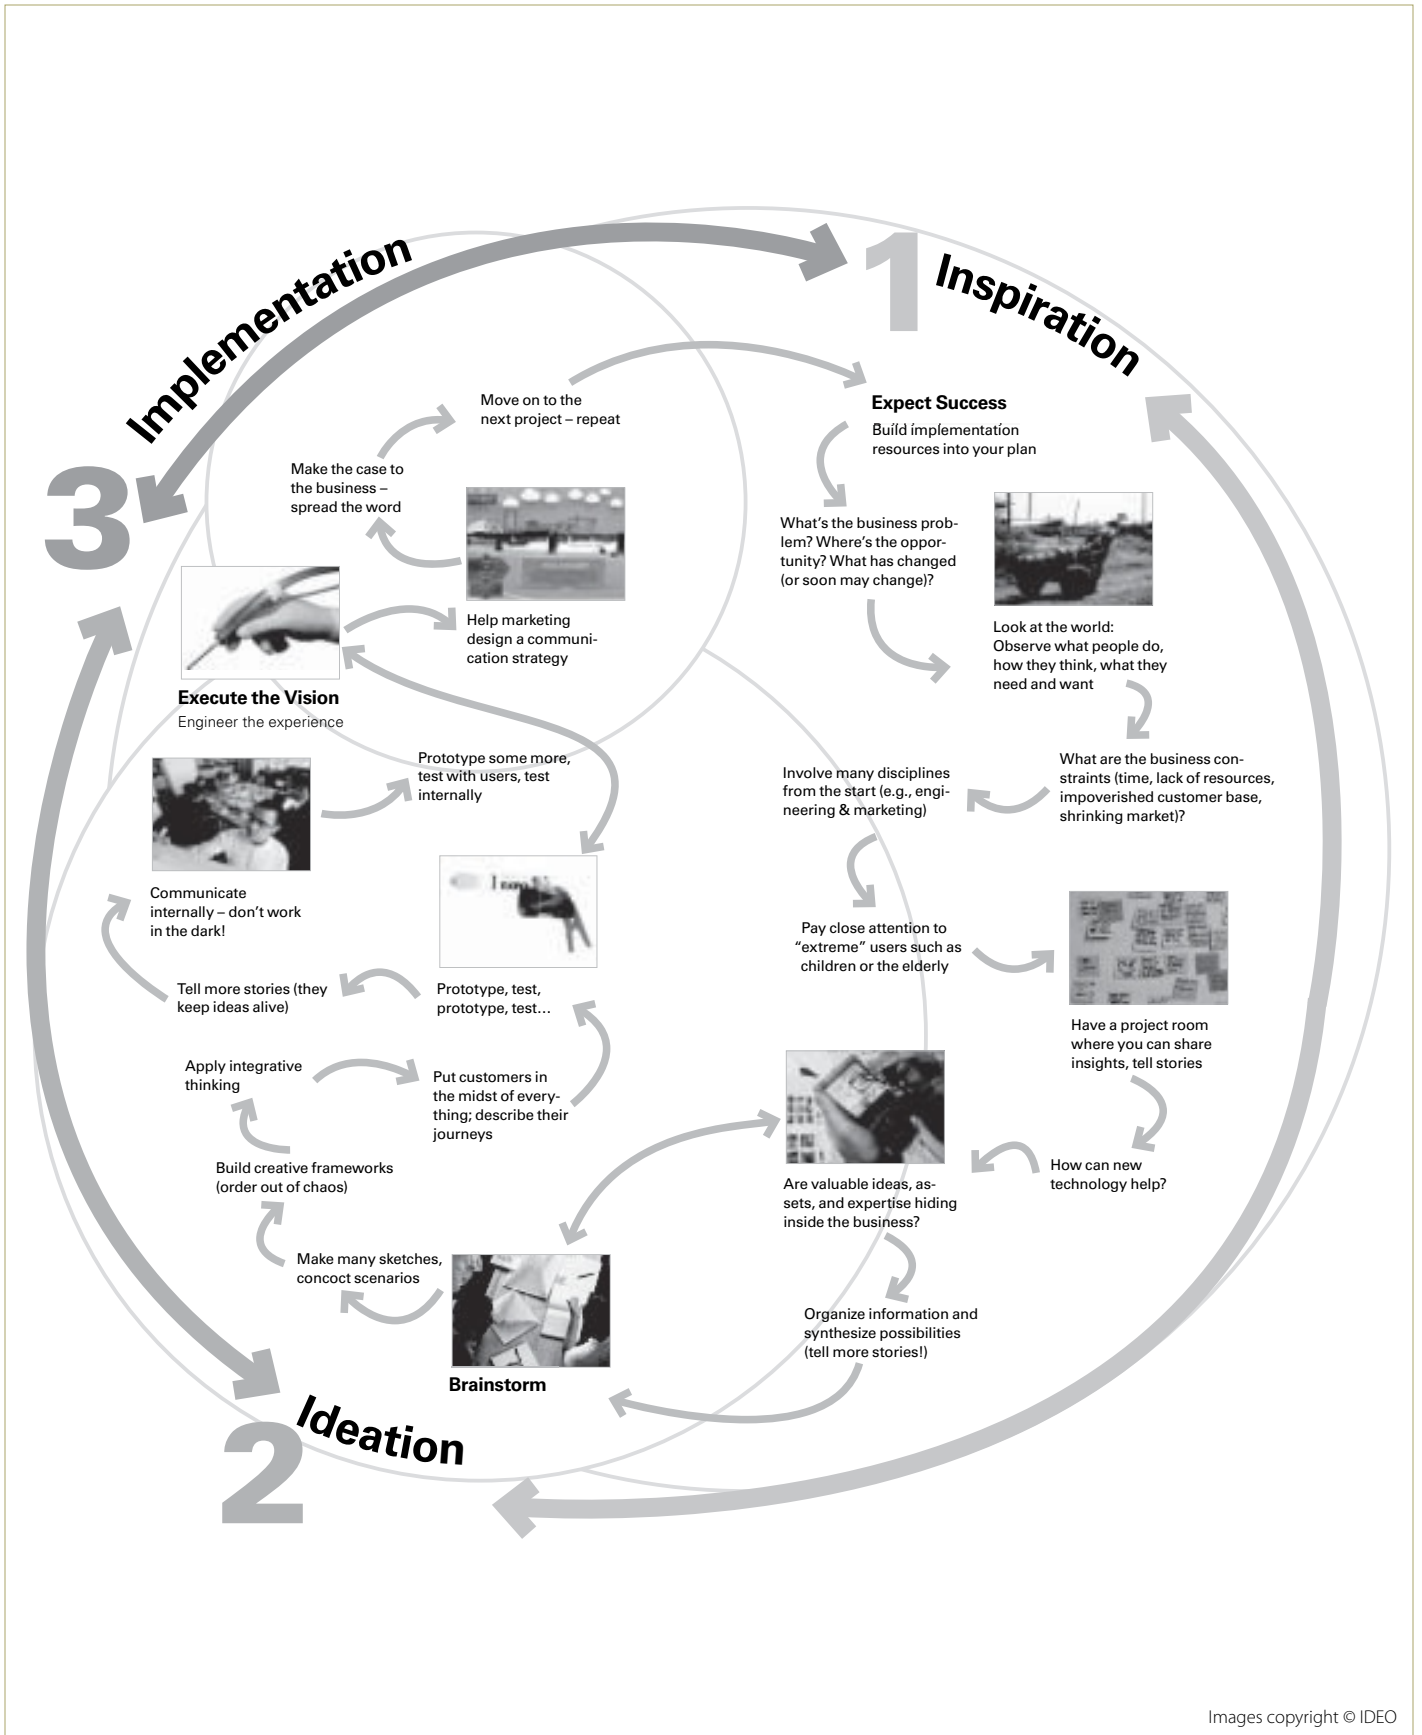 1
Inspiration
Expect Success
Build implementation
resources into your plan
What’s the business prob-
lem? Where’s the oppor-
tunity? What has changed
(or soon may change)?
Look at the world:
Observe what people do,
how they think, what they
need and want
What are the business con-
straints (time, lack of resources,
impoverished customer base,
shrinking market)?
Involve many disciplines
from the start (e.g., engi-
neering & marketing)
Pay close attention to
“extreme” users such as
children or the elderly
Have a project room
where you can share
insights, tell stories
How can new
technology help?
Are valuable ideas, as-
sets, and expertise hiding
inside the business?
Organize information and
synthesize possibilities
(tell more stories!)
2
Ideation
Brainstorm
Make many sketches,
concoct scenarios
Build creative frameworks
(order out of chaos)
Apply integrative
thinking
Put customers in
the midst of every-
thing; describe their
journeys
Prototype, test,
prototype, test…
Tell more stories (they
keep ideas alive)
Communicate
internally – don’t work
in the dark!
Prototype some more,
test with users, test
internally
3
Implementation
Execute the Vision
Engineer the experience
Help marketing
design a communi-
cation strategy
Make the case to
the business –
spread the word
Move on to the
next project – repeat
Images copyright © IDEO